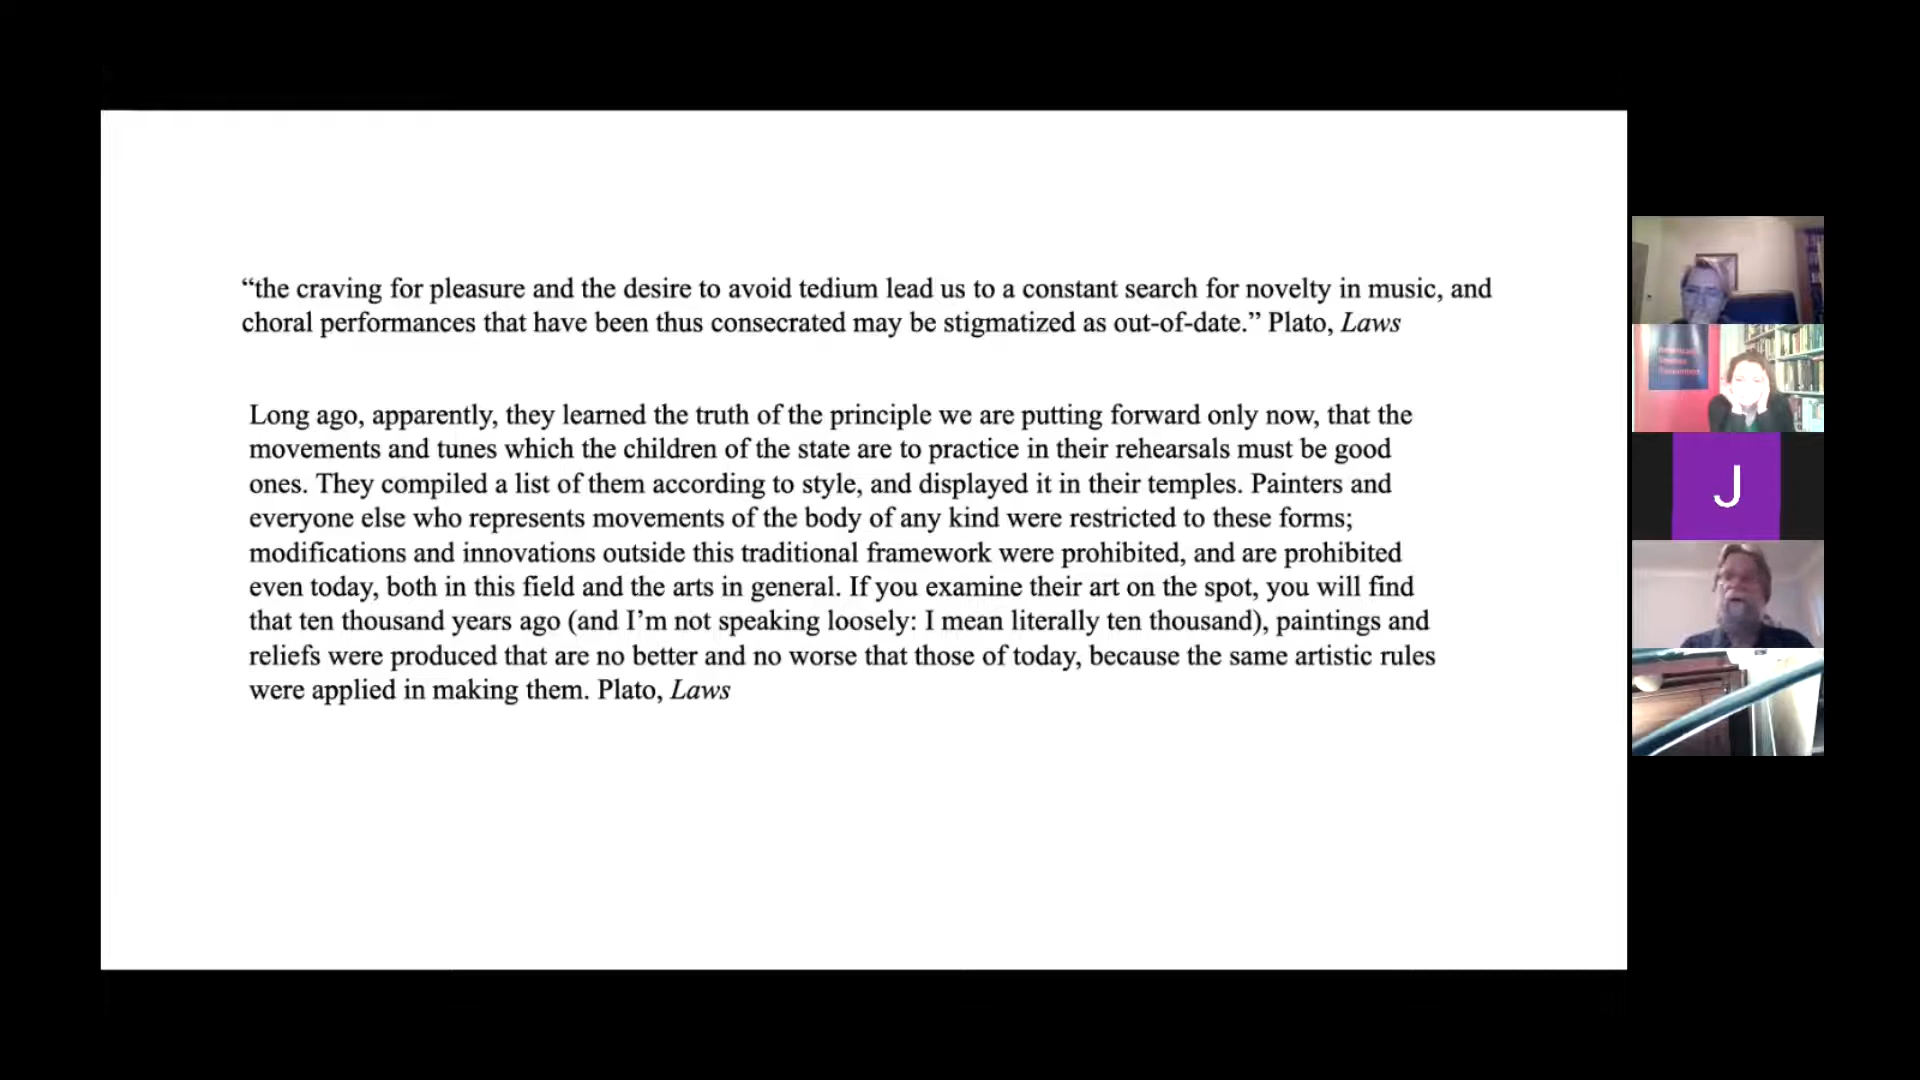 “the craving for pleasure and the desire to avoid tedium lead us to a constant search for novelty in music, and
choral performances that have been thus consecrated may be stigmatized as out-of-date.” Plato, Laws
Long ago, apparently, they learned the truth of the principle we are putting forward only now, that the
movements and tunes which the children of the state are to practice in their rehearsals must be good
ones. They compiled a list of them according to style, and displayed it in their temples. Painters and
everyone else who represents movements of the body of any kind were restricted to these forms;
modifications and innovations outside this traditional framework were prohibited, and are prohibited
even today, both in this field and the arts in general. If you examine their art on the spot, you will find
that ten thousand years ago (and I’m not speaking loosely: I mean literally ten thousand), paintings and
reliefs were produced that are no better and no worse that those of today, because the same artistic rules
were applied in making them. Plato, Laws
J